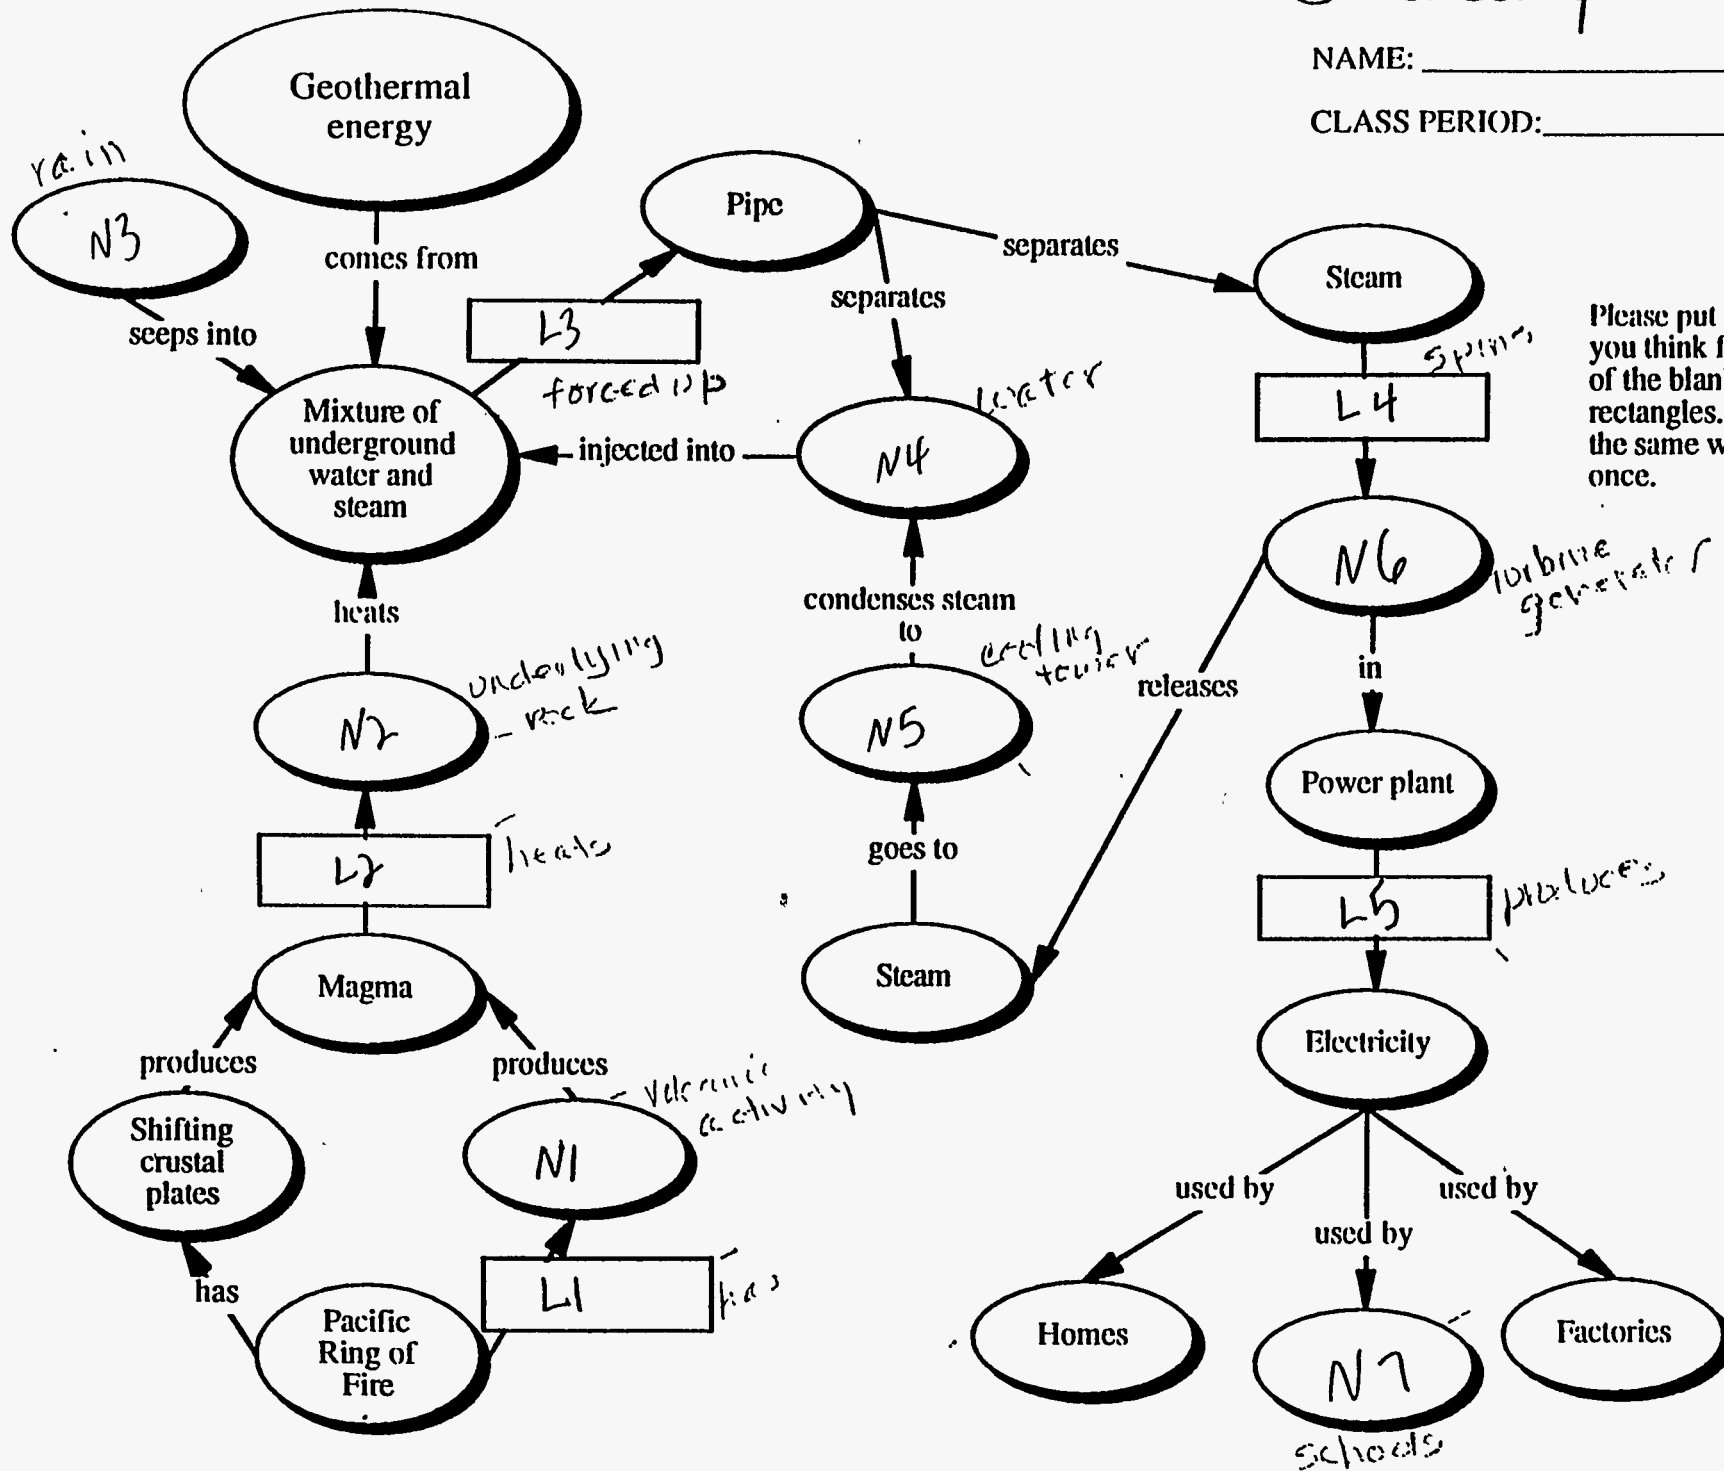 NAME:
CLASS PERIOD:
Geothermal
energy
rain
N3
comes from
seeps into
Pipe
separates
separates
Steam
L3
forced up
Mixture of
underground
water and
steam
injected into
water
N4
spins
L4
Please put
you think f
of the blan
rectangles.
the same w
once.
N6
turbine
generator
heats
condenses steam
to
cooling
tower
releases
in
underlying
rock
N2
N5
Power plant
L2
heats
goes to
L5
produces
Magma
Steam
Electricity
produces
produces
volcanic
activity
Shifting
crustal
plates
N1
used by
used by
used by
has
L1
has
Pacific
Ring of
Fire
Homes
N7
Factories
schools